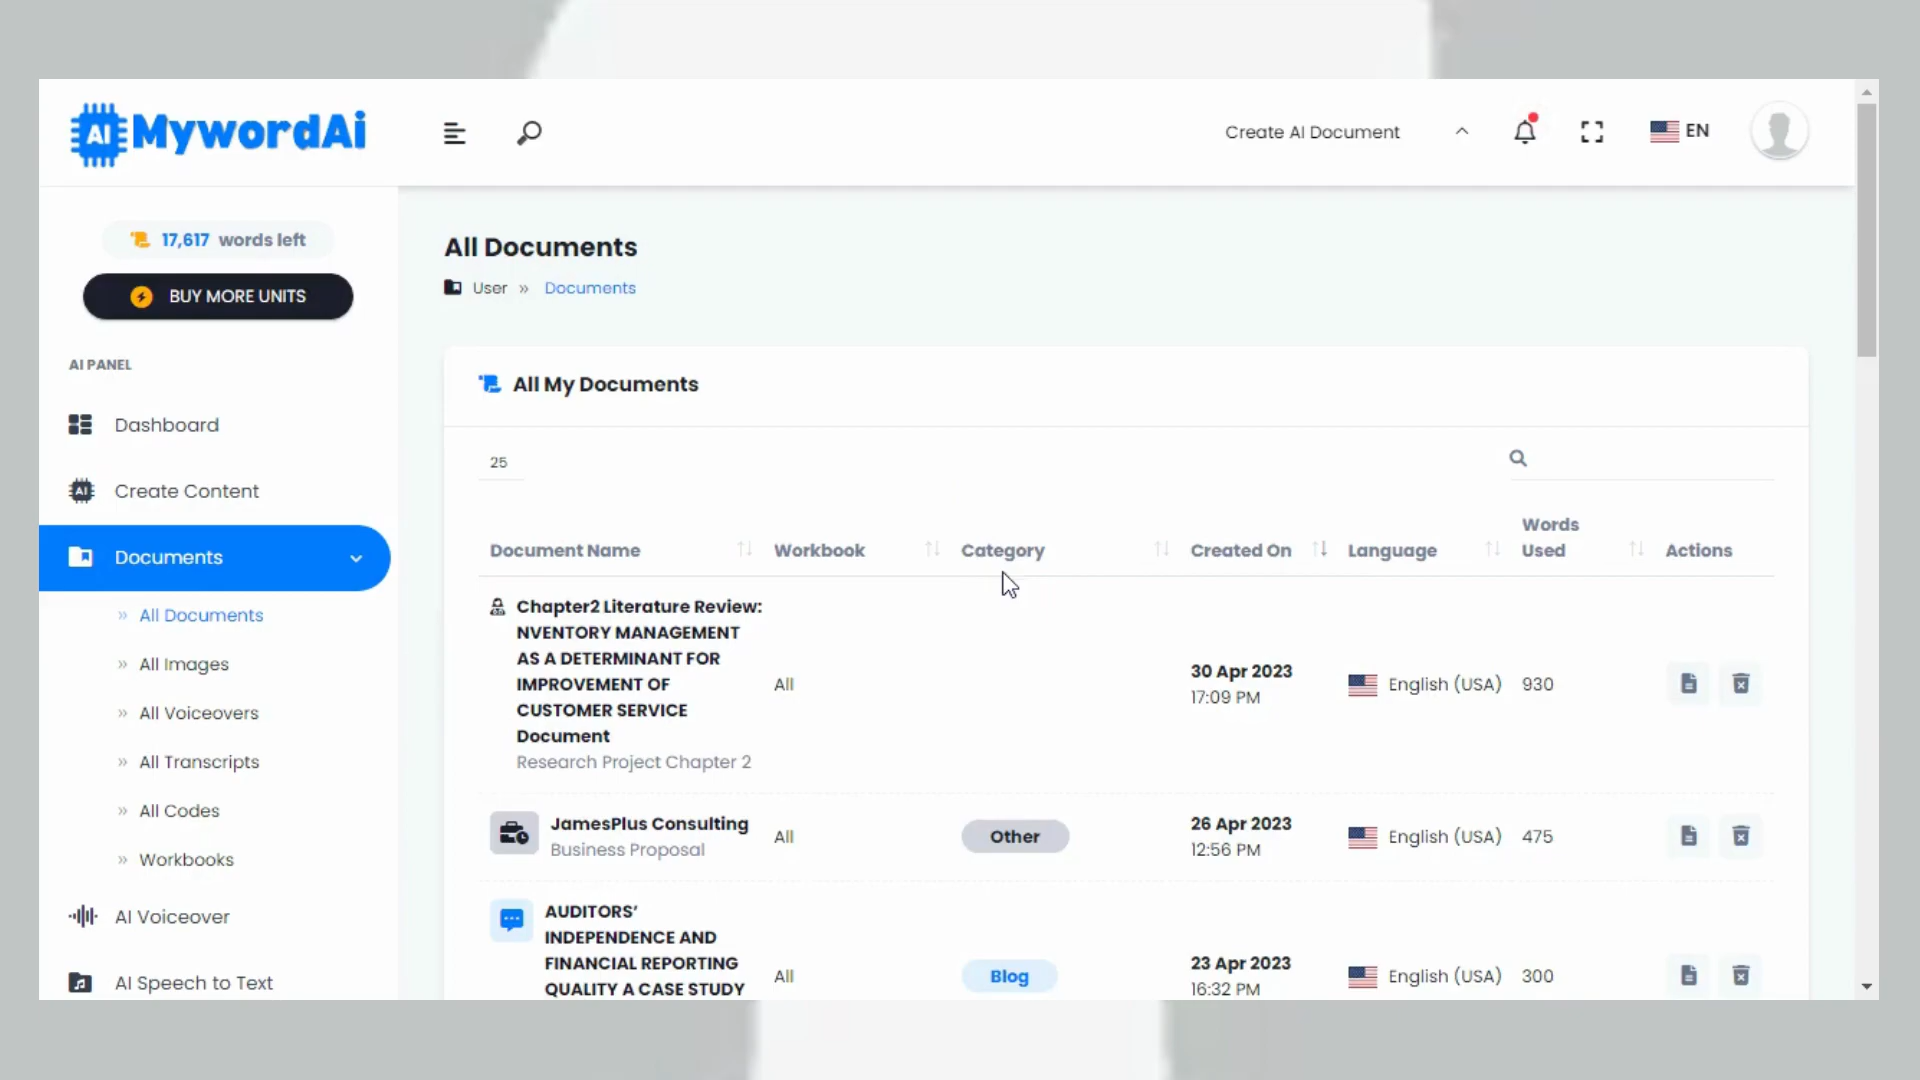 AI MywordAi
Create AI Document
EN
17,617 words left
BUY MORE UNITS
AI PANEL
Dashboard
AI Create Content
Documents
All Documents
All Images
All Voiceovers
All Transcripts
All Codes
Workbooks
AI Voiceover
AI Speech to Text
All Documents
User » Documents
All My Documents
25
Document Name Workbook Category Created On Language Words Used Actions
Chapter2 Literature Review:
NVENTORY MANAGEMENT
AS A DETERMINANT FOR
IMPROVEMENT OF
CUSTOMER SERVICE
Document
Research Project Chapter 2
All
30 Apr 2023
17:09 PM
English (USA)
930
JamesPlus Consulting
Business Proposal
All
Other
26 Apr 2023
12:56 PM
English (USA)
475
AUDITORS’
INDEPENDENCE AND
FINANCIAL REPORTING
QUALITY A CASE STUDY
All
Blog
23 Apr 2023
16:32 PM
English (USA)
300